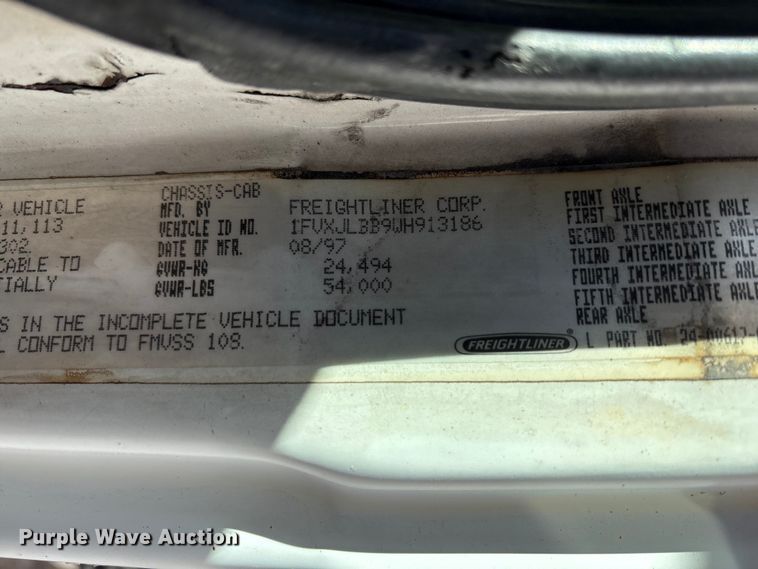 CHASSIS-CAB
VEHICLE MFD. BY FREIGHTLINER CORP.
11,113 VEHICLE ID NO. 1FVXJLBB9WH913186
302 DATE OF MFR. 08/97
CABLE TO GVWR-KG 24,494
TIALLY GVWR-LBS 54,000
S IN THE INCOMPLETE VEHICLE DOCUMENT
L CONFORM TO FMVSS 108.
FREIGHTLINER®
FRONT AXLE
FIRST INTERMEDIATE AXLE
SECOND INTERMEDIATE AXL
THIRD INTERMEDIATE AXLE
FOURTH INTERMEDIATE AXL
FIFTH INTERMEDIATE AXLE
REAR AXLE
L PART NO.
Purple Wave Auction